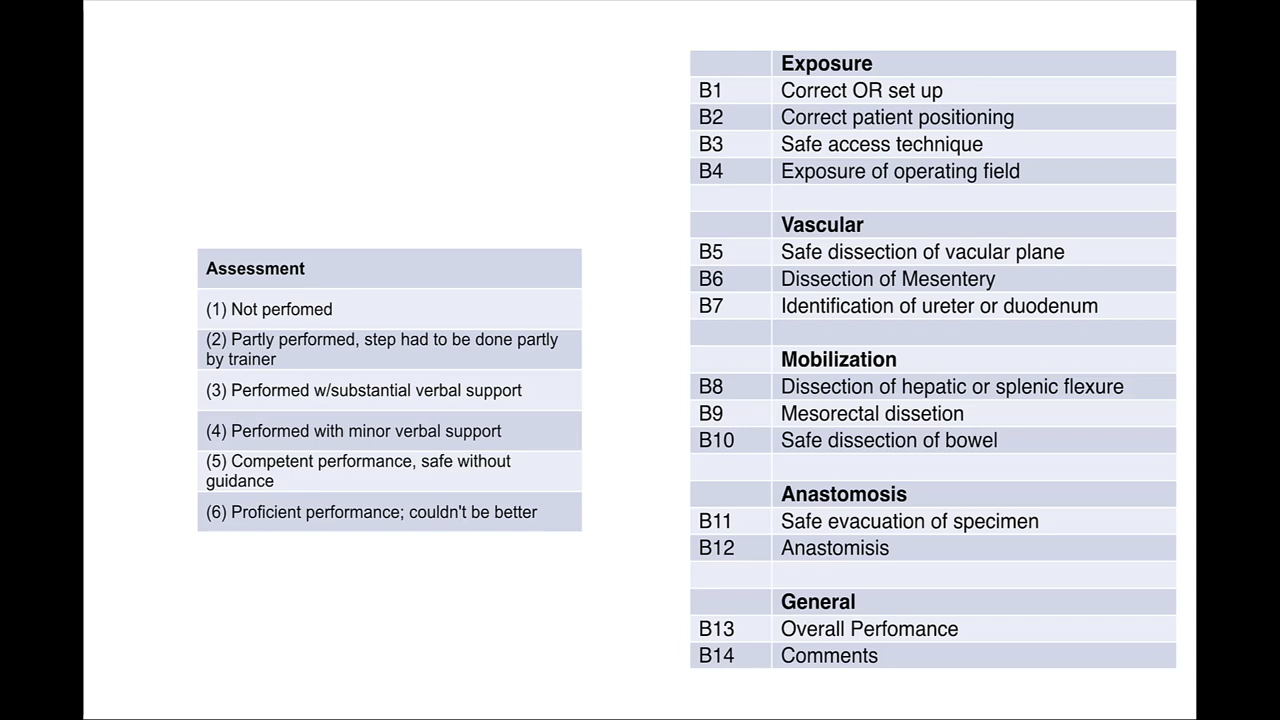 Assessment
(1) Not perfomed
(2) Partly performed, step had to be done partly
by trainer
(3) Performed w/substantial verbal support
(4) Performed with minor verbal support
(5) Competent performance, safe without
guidance
(6) Proficient performance; couldn't be better
Exposure
B1 Correct OR set up
B2 Correct patient positioning
B3 Safe access technique
B4 Exposure of operating field
Vascular
B5 Safe dissection of vacular plane
B6 Dissection of Mesentery
B7 Identification of ureter or duodenum
Mobilization
B8 Dissection of hepatic or splenic flexure
B9 Mesorectal dissetion
B10 Safe dissection of bowel
Anastomosis
B11 Safe evacuation of specimen
B12 Anastomisis
General
B13 Overall Perfomance
B14 Comments